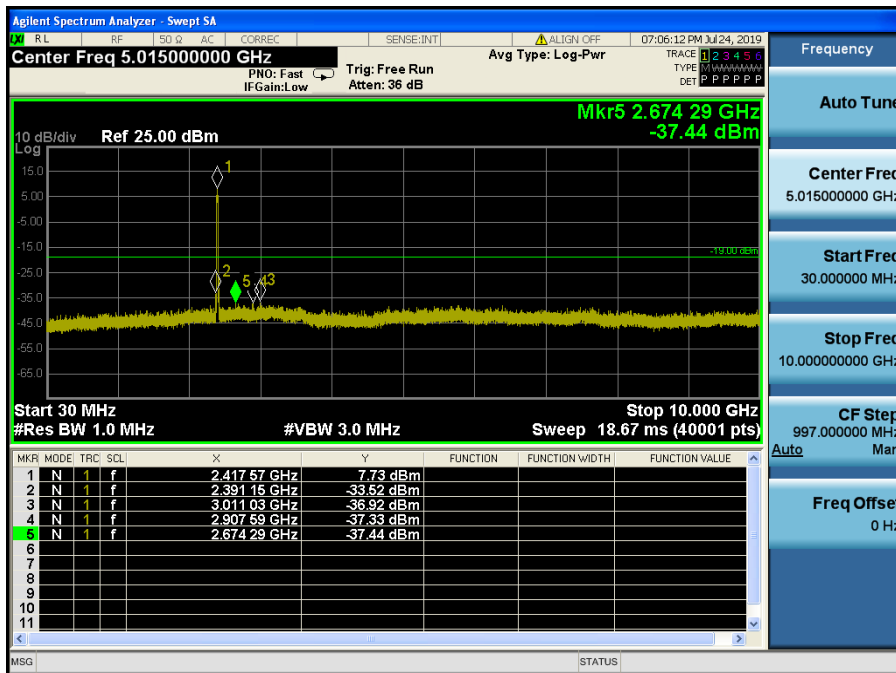 Agilent Spectrum Analyzer - Swept SA
LXI RL RF 50 Ω AC CORREC SENSE:INT ALIGN OFF 07:06:12 PM Jul 24, 2019
Center Freq 5.015000000 GHz
PNO: Fast
IFGain:Low
Trig: Free Run
Atten: 36 dB
Avg Type: Log-Pwr
TRACE 1 2 3 4 5 6
TYPE M W W W W W
DET P P P P P P
Mkr5 2.674 29 GHz
-37.44 dBm
10 dB/div Ref 25.00 dBm
Log
15.0
5.00
-5.00
-15.0
-25.0
-35.0
-45.0
-55.0
-65.0
-19.00 dBm
1
2
5
4
3
Start 30 MHz Stop 10.000 GHz
#Res BW 1.0 MHz #VBW 3.0 MHz Sweep 18.67 ms (40001 pts)
MKR MODE TRC SCL X Y FUNCTION FUNCTION WIDTH FUNCTION VALUE
1 N 1 f 2.417 57 GHz 7.73 dBm
2 N 1 f 2.391 15 GHz -33.52 dBm
3 N 1 f 3.011 03 GHz -36.92 dBm
4 N 1 f 2.907 59 GHz -37.33 dBm
5 N 1 f 2.674 29 GHz -37.44 dBm
6
7
8
9
10
11
MSG STATUS
Frequency
Auto Tune
Center Freq
5.015000000 GHz
Start Freq
30.000000 MHz
Stop Freq
10.000000000 GHz
CF Step
997.000000 MHz
Auto Man
Freq Offset
0 Hz